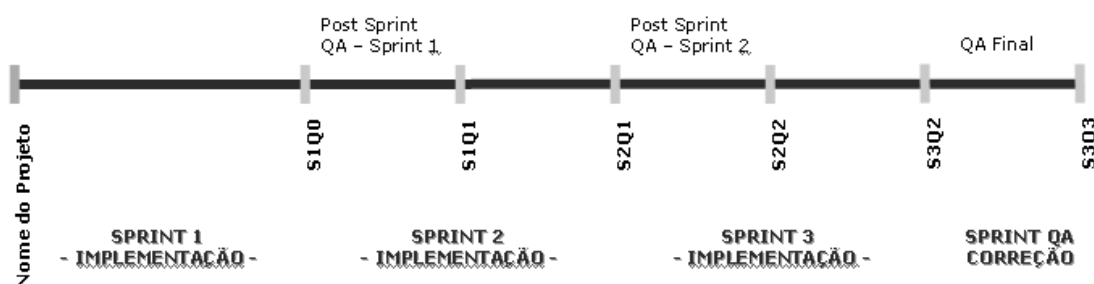 Post Sprint
QA – Sprint 1
Post Sprint
QA – Sprint 2
QA Final
Nome do Projeto
S1Q0
S1Q1
S2Q1
S2Q2
S3Q2
S3Q3
SPRINT 1
- IMPLEMENTAÇÃO -
SPRINT 2
- IMPLEMENTAÇÃO -
SPRINT 3
- IMPLEMENTAÇÃO -
SPRINT QA
CORREÇÃO